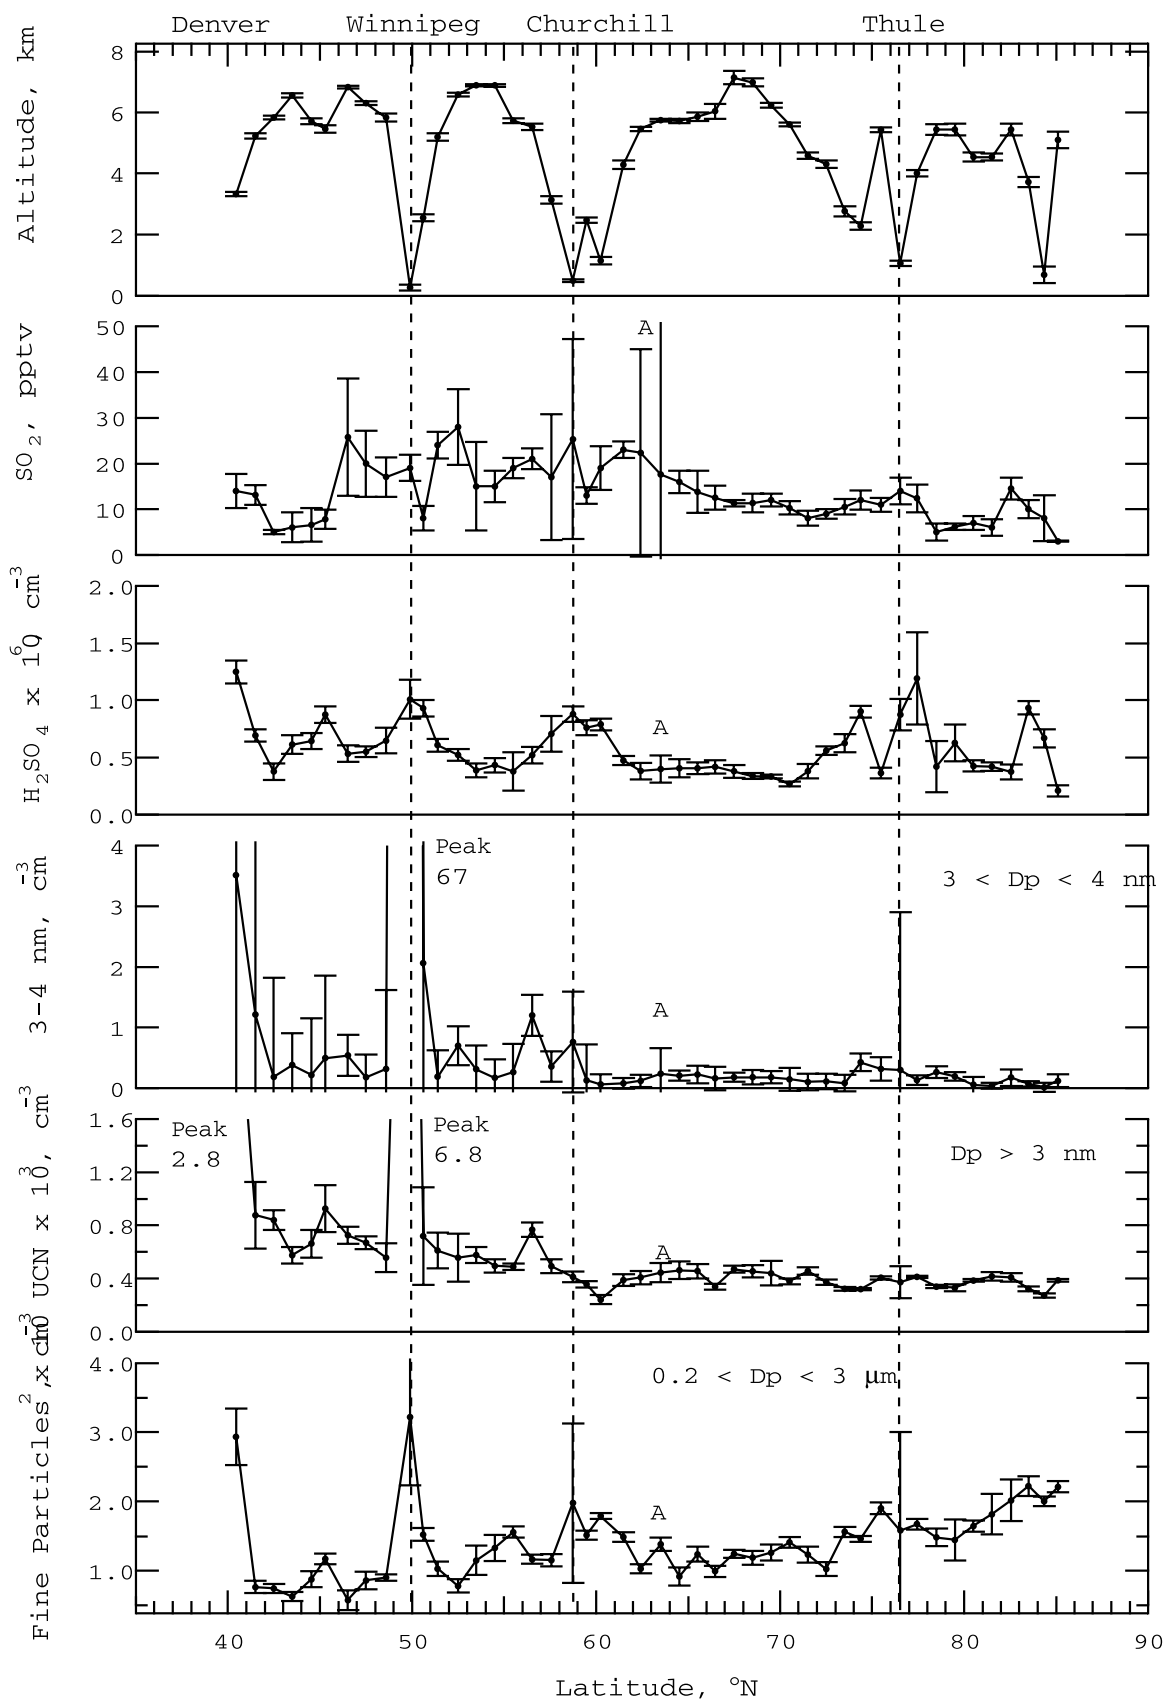 Denver Winnipeg Churchill Thule
Altitude, km
8
6
4
2
0
SO2, pptv
50
40
30
20
10
0
A
H2SO4 x 10^6, cm^-3
2.0
1.5
1.0
0.5
0.0
A
3-4 nm, cm^-3
4
3
2
1
0
Peak
67
3 < Dp < 4 nm
A
UCN x 10^3, cm^-3
1.6
1.2
0.8
0.4
0.0
Peak
2.8
Peak
6.8
Dp > 3 nm
A
Fine Particles, x 10^2 cm^-3
4.0
3.0
2.0
1.0
0.2 < Dp < 3 μm
A
40 50 60 70 80 90
Latitude, °N